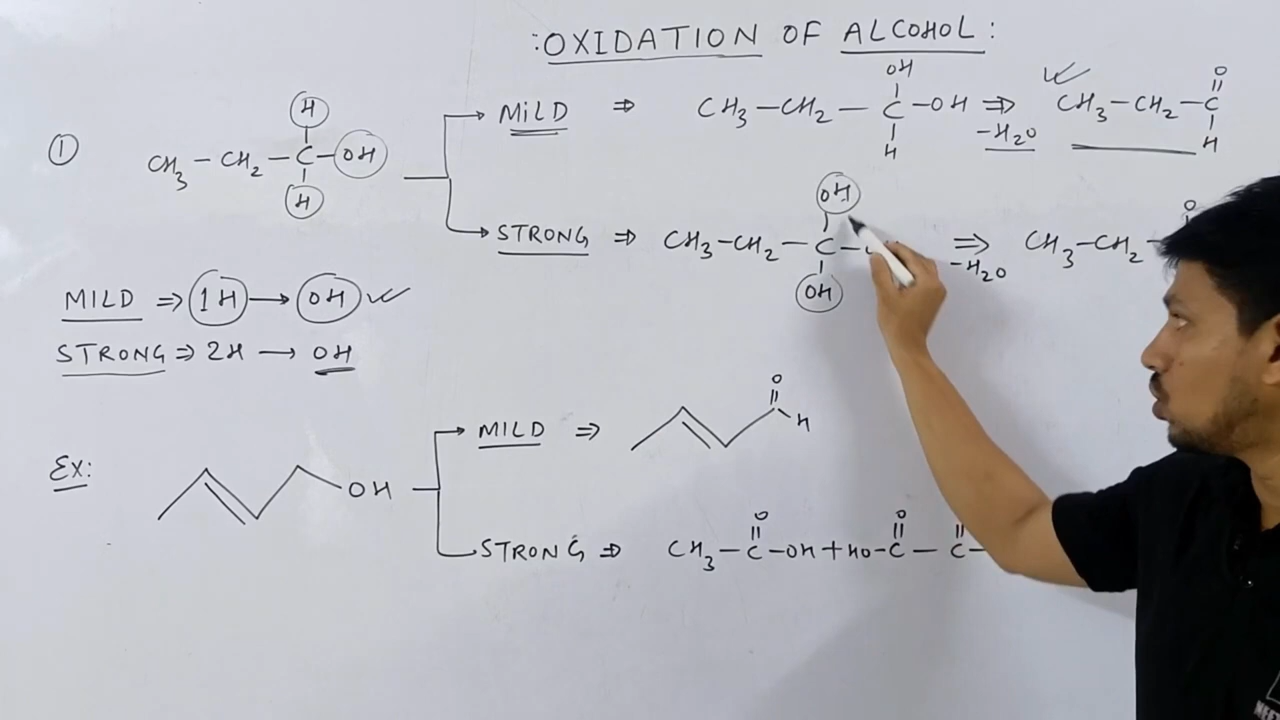 :OXIDATION OF ALCOHOL:
① CH3-CH2-C-OH
H
H
MILD ⇒ CH3-CH2-C-OH ⇒ CH3-CH2-C
OH
H
-H2O
O
H
STRONG ⇒ CH3-CH2-C- ⇒ CH3-CH2
OH
OH
-H2O
O
MILD ⇒ 1H → OH ✓
STRONG ⇒ 2H → OH
Ex: OH
MILD ⇒
O
H
STRONG ⇒ CH3-C-OH+HO-C-C-
O
O